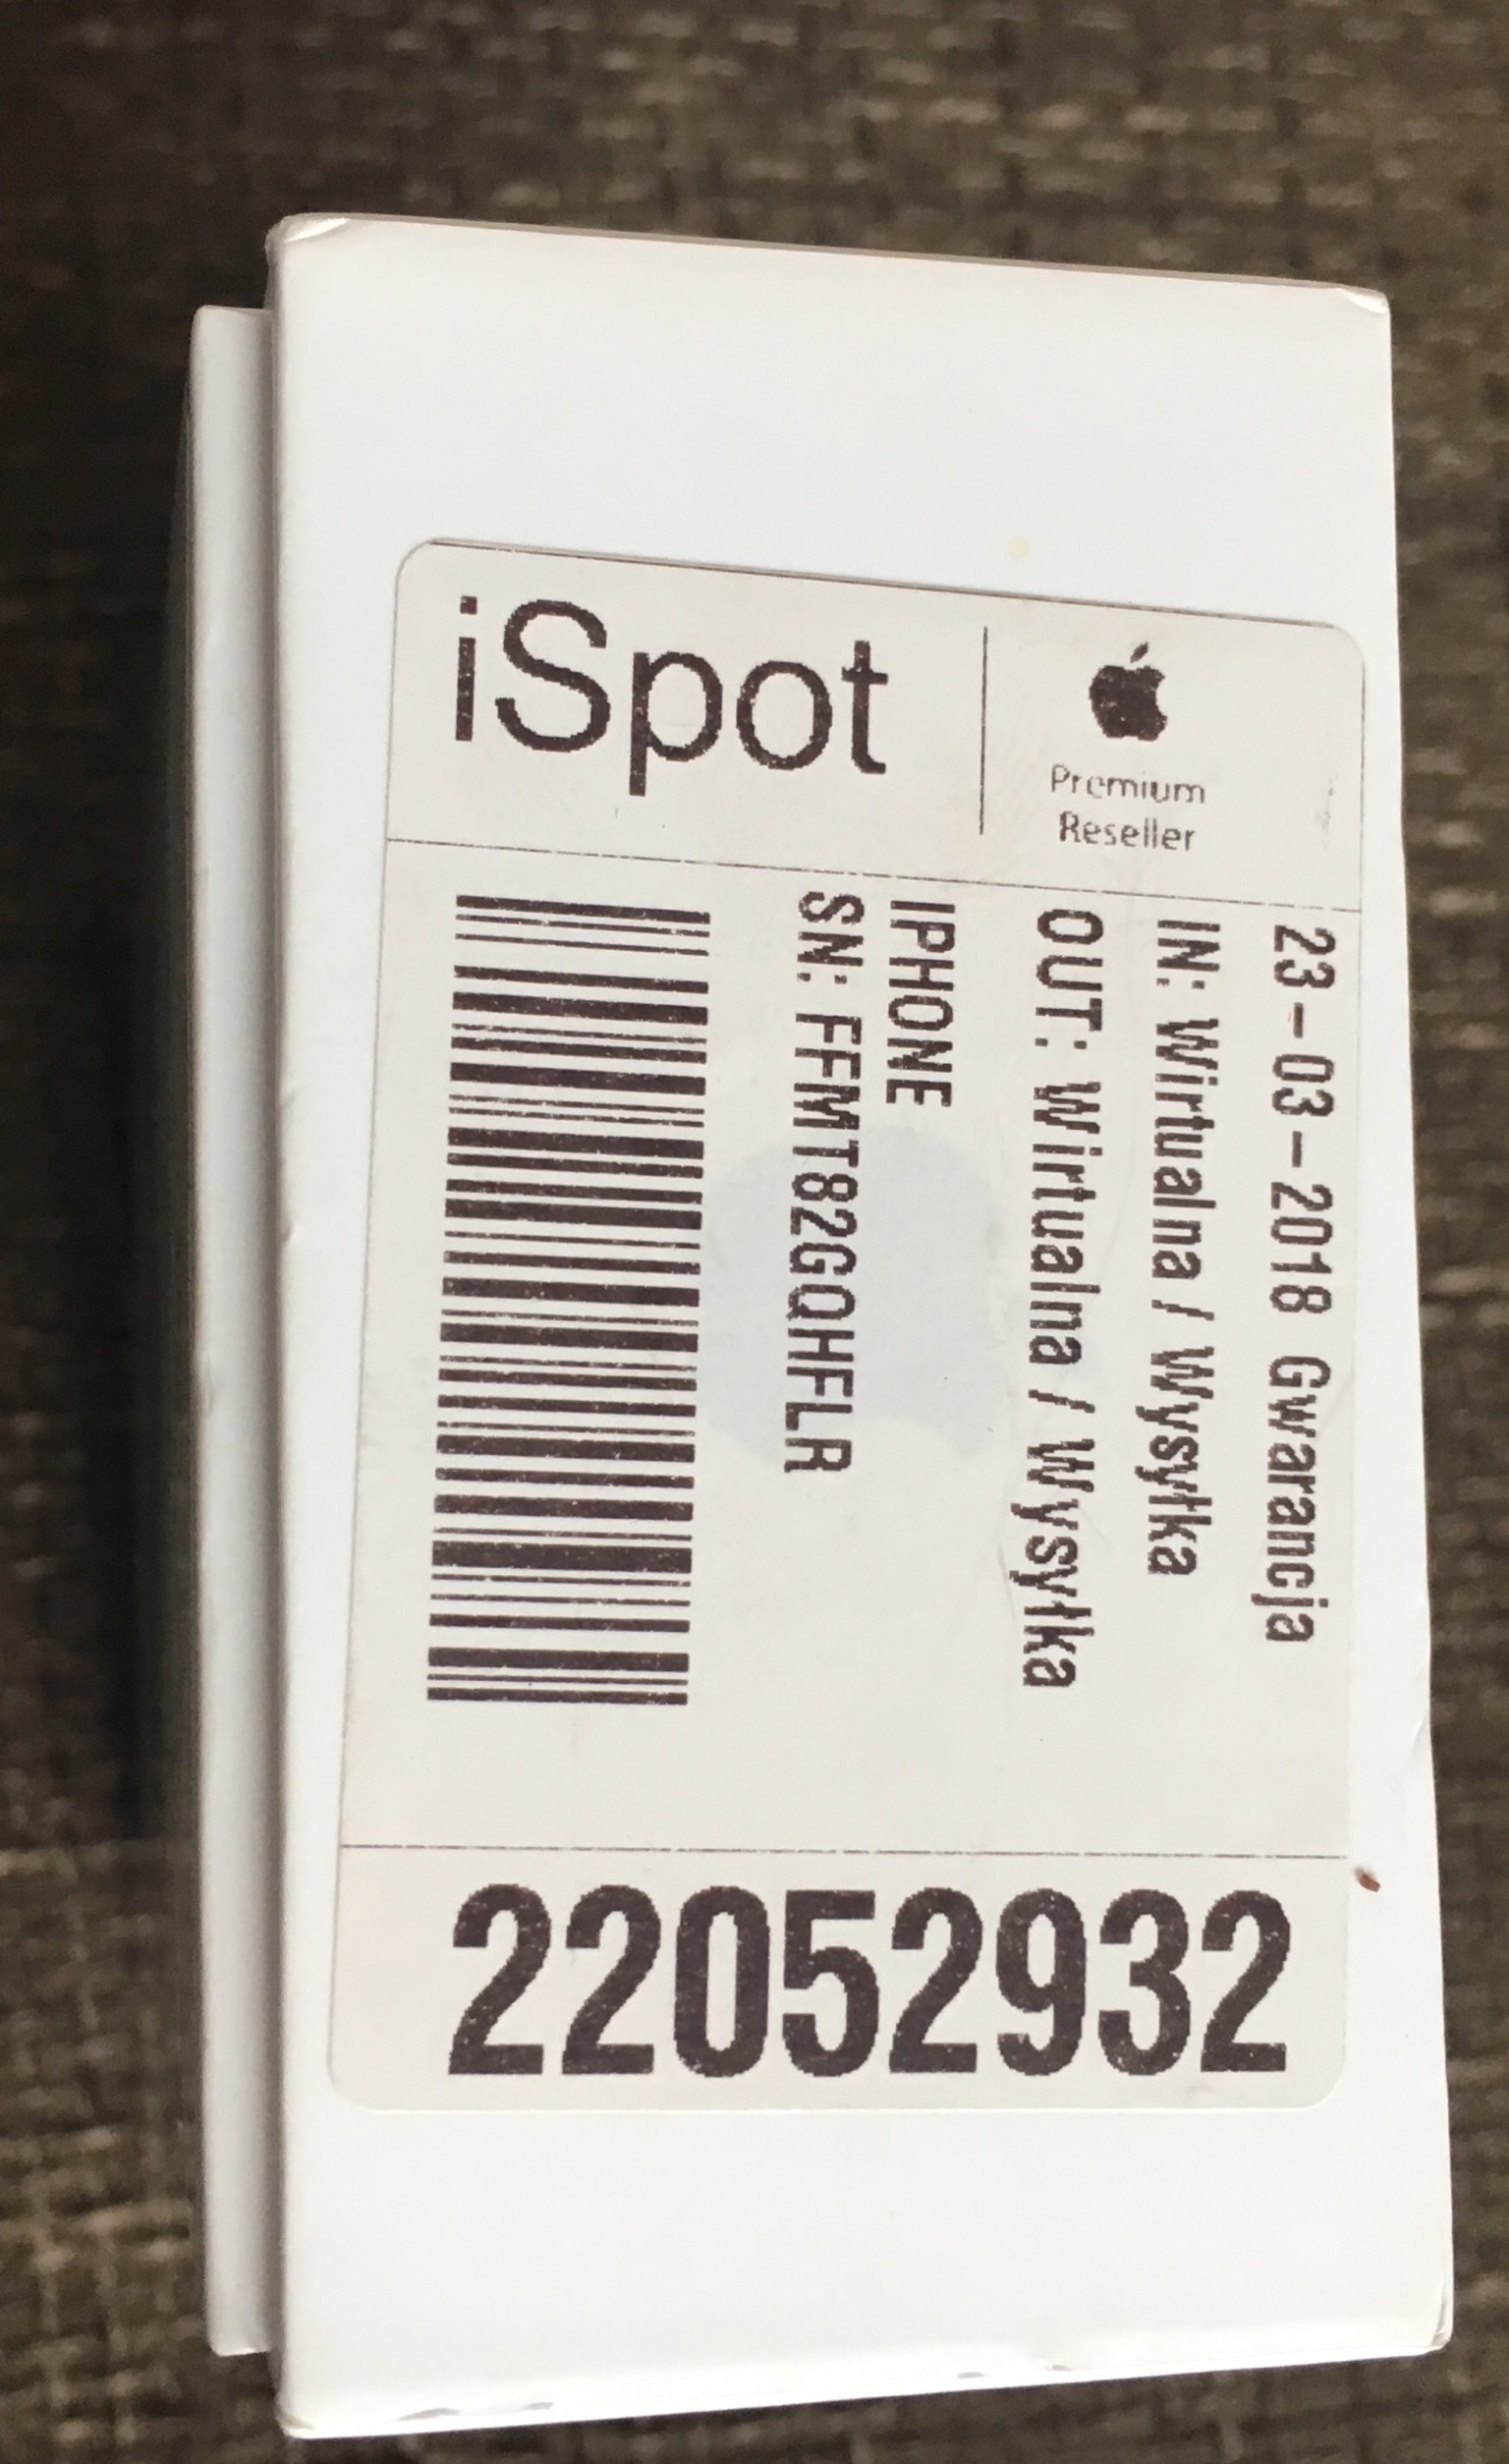 iSpot
Premium
Reseller
23-03-2018 Gwarancja
IN: Wirtualna / Wysyłka
OUT: Wirtualna / Wysyłka
IPHONE
SN: FFMT82GQHFLR
22052932